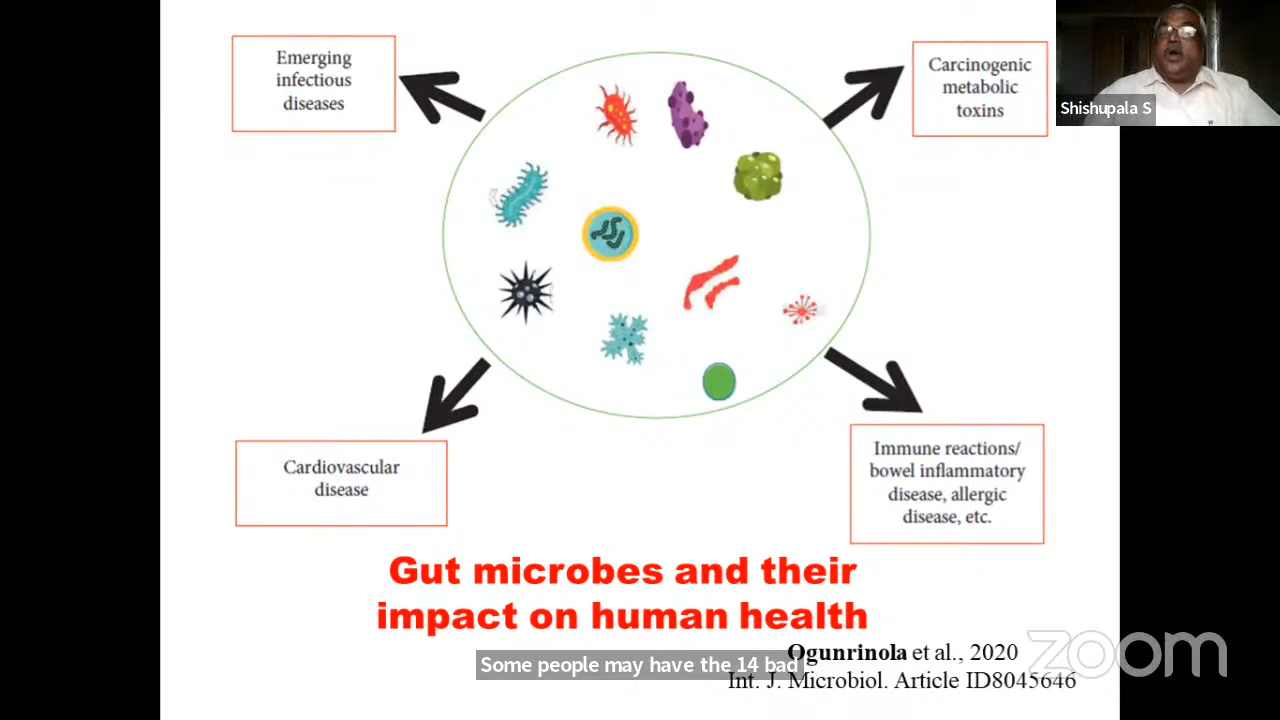 Emerging
infectious
diseases
Carcinogenic
metabolic
toxins
Shishupala S
Cardiovascular
disease
Immune reactions/
bowel inflammatory
disease, allergic
disease, etc.
Gut microbes and their
impact on human health
Ogunrinola et al., 2020
Some people may have the 14 bad
Int. J. Microbiol. Article ID8045646
zoom